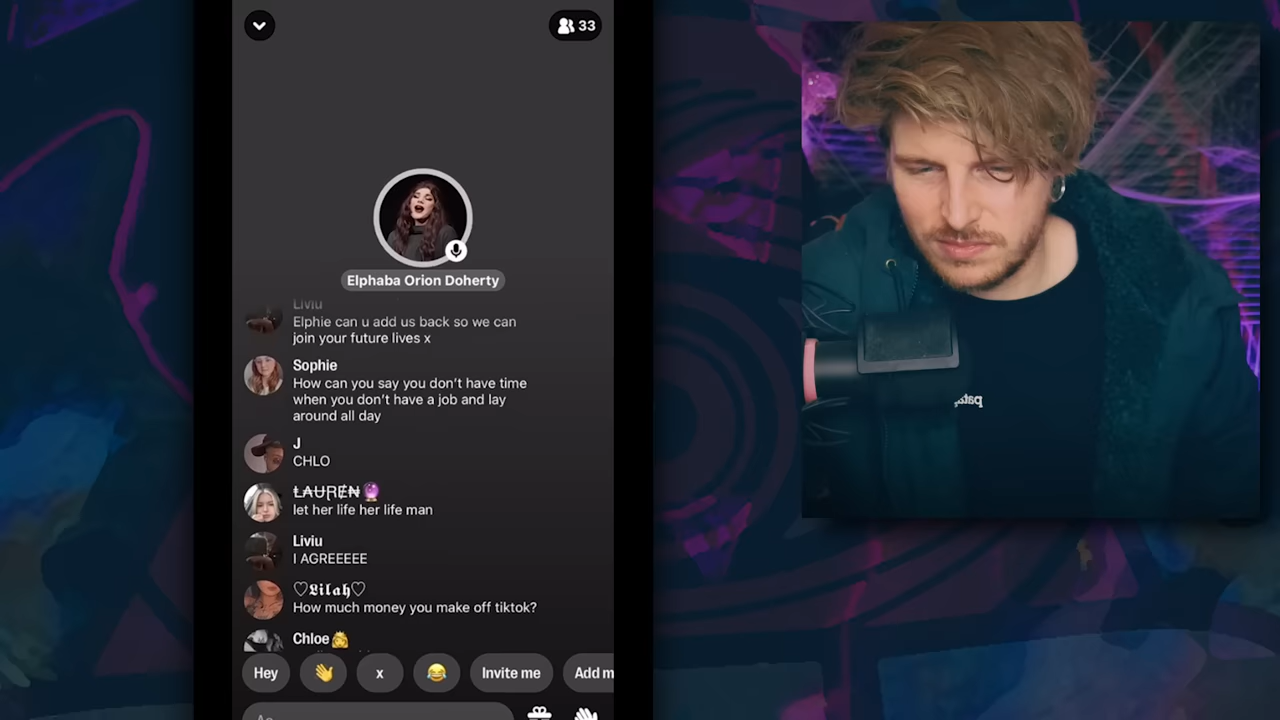 33
Elphaba Orion Doherty
Liviu
Elphie can u add us back so we can
join your future lives x
Sophie
How can you say you don't have time
when you don't have a job and lay
around all day
J
CHLO
ⱠAɄⱤɆ₦🔮
let her life her life man
Liviu
I AGREEEEE
♡𝕷𝖎𝖑𝖆𝖍♡
How much money you make off tiktok?
Chloe👸
Hey
👋
x
😂
Invite me
Add m